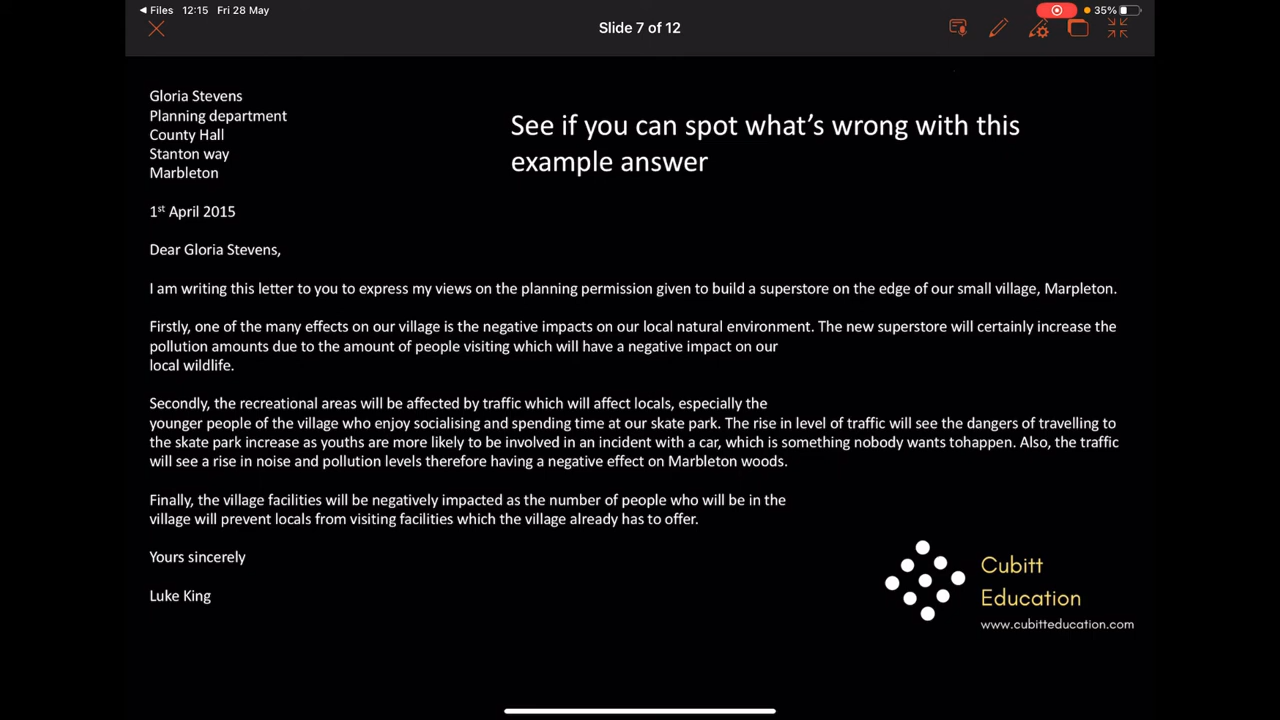 Files 12:15 Fri 28 May
35%
Slide 7 of 12
Gloria Stevens
Planning department
County Hall
Stanton way
Marbleton
1st April 2015
See if you can spot what's wrong with this
example answer
Dear Gloria Stevens,
I am writing this letter to you to express my views on the planning permission given to build a superstore on the edge of our small village, Marpleton.
Firstly, one of the many effects on our village is the negative impacts on our local natural environment. The new superstore will certainly increase the
pollution amounts due to the amount of people visiting which will have a negative impact on our
local wildlife.
Secondly, the recreational areas will be affected by traffic which will affect locals, especially the
younger people of the village who enjoy socialising and spending time at our skate park. The rise in level of traffic will see the dangers of travelling to
the skate park increase as youths are more likely to be involved in an incident with a car, which is something nobody wants tohappen. Also, the traffic
will see a rise in noise and pollution levels therefore having a negative effect on Marbleton woods.
Finally, the village facilities will be negatively impacted as the number of people who will be in the
village will prevent locals from visiting facilities which the village already has to offer.
Yours sincerely
Luke King
Cubitt
Education
www.cubitteducation.com